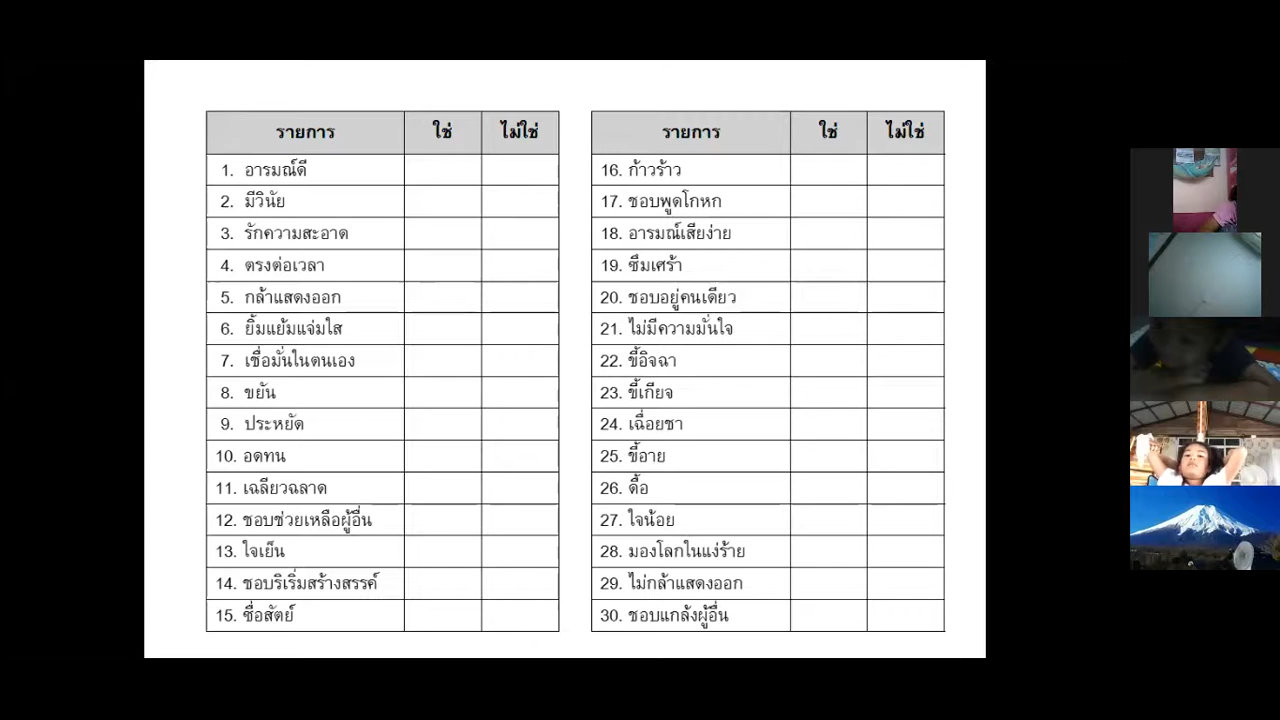 รายการ ใช่ ไม่ใช่
1. อารมณ์ดี
2. มีวินัย
3. รักความสะอาด
4. ตรงต่อเวลา
5. กล้าแสดงออก
6. ยิ้มแย้มแจ่มใส
7. เชื่อมั่นในตนเอง
8. ขยัน
9. ประหยัด
10. อดทน
11. เฉลียวฉลาด
12. ชอบช่วยเหลือผู้อื่น
13. ใจเย็น
14. ชอบริเริ่มสร้างสรรค์
15. ซื่อสัตย์
รายการ ใช่ ไม่ใช่
16. ก้าวร้าว
17. ชอบพูดโกหก
18. อารมณ์เสียง่าย
19. ซึมเศร้า
20. ชอบอยู่คนเดียว
21. ไม่มีความมั่นใจ
22. ขี้อิจฉา
23. ขี้เกียจ
24. เฉื่อยชา
25. ขี้อาย
26. ดื้อ
27. ใจน้อย
28. มองโลกในแง่ร้าย
29. ไม่กล้าแสดงออก
30. ชอบแกล้งผู้อื่น